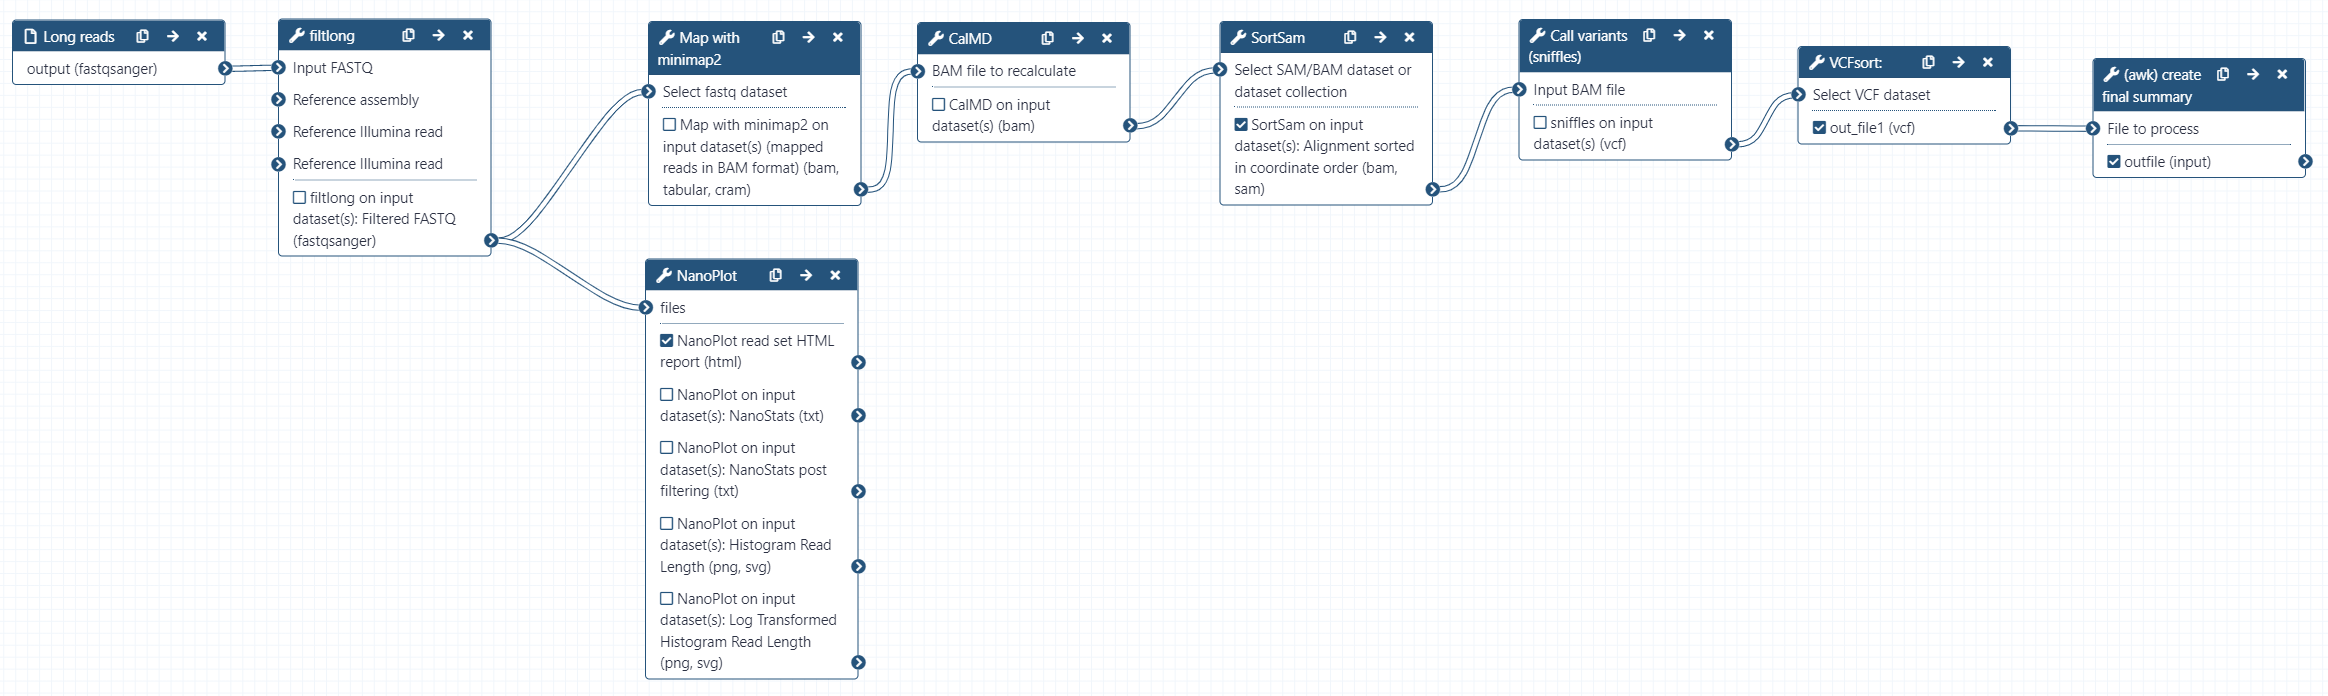 Long reads
output (fastqsanger)
filtlong
Input FASTQ
Reference assembly
Reference Illumina read
Reference Illumina read
filtlong on input
dataset(s): Filtered FASTQ
(fastqsanger)
Map with
minimap2
Select fastq dataset
Map with minimap2 on
input dataset(s) (mapped
reads in BAM format) (bam,
tabular, cram)
NanoPlot
files
NanoPlot read set HTML
report (html)
NanoPlot on input
dataset(s): NanoStats (txt)
NanoPlot on input
dataset(s): NanoStats post
filtering (txt)
NanoPlot on input
dataset(s): Histogram Read
Length (png, svg)
NanoPlot on input
dataset(s): Log Transformed
Histogram Read Length
(png, svg)
CalMD
BAM file to recalculate
CalMD on input
dataset(s) (bam)
SortSam
Select SAM/BAM dataset or
dataset collection
SortSam on input
dataset(s): Alignment sorted
in coordinate order (bam,
sam)
Call variants
(sniffles)
Input BAM file
sniffles on input
dataset(s) (vcf)
VCFsort:
Select VCF dataset
out_file1 (vcf)
(awk) create
final summary
File to process
outfile (input)